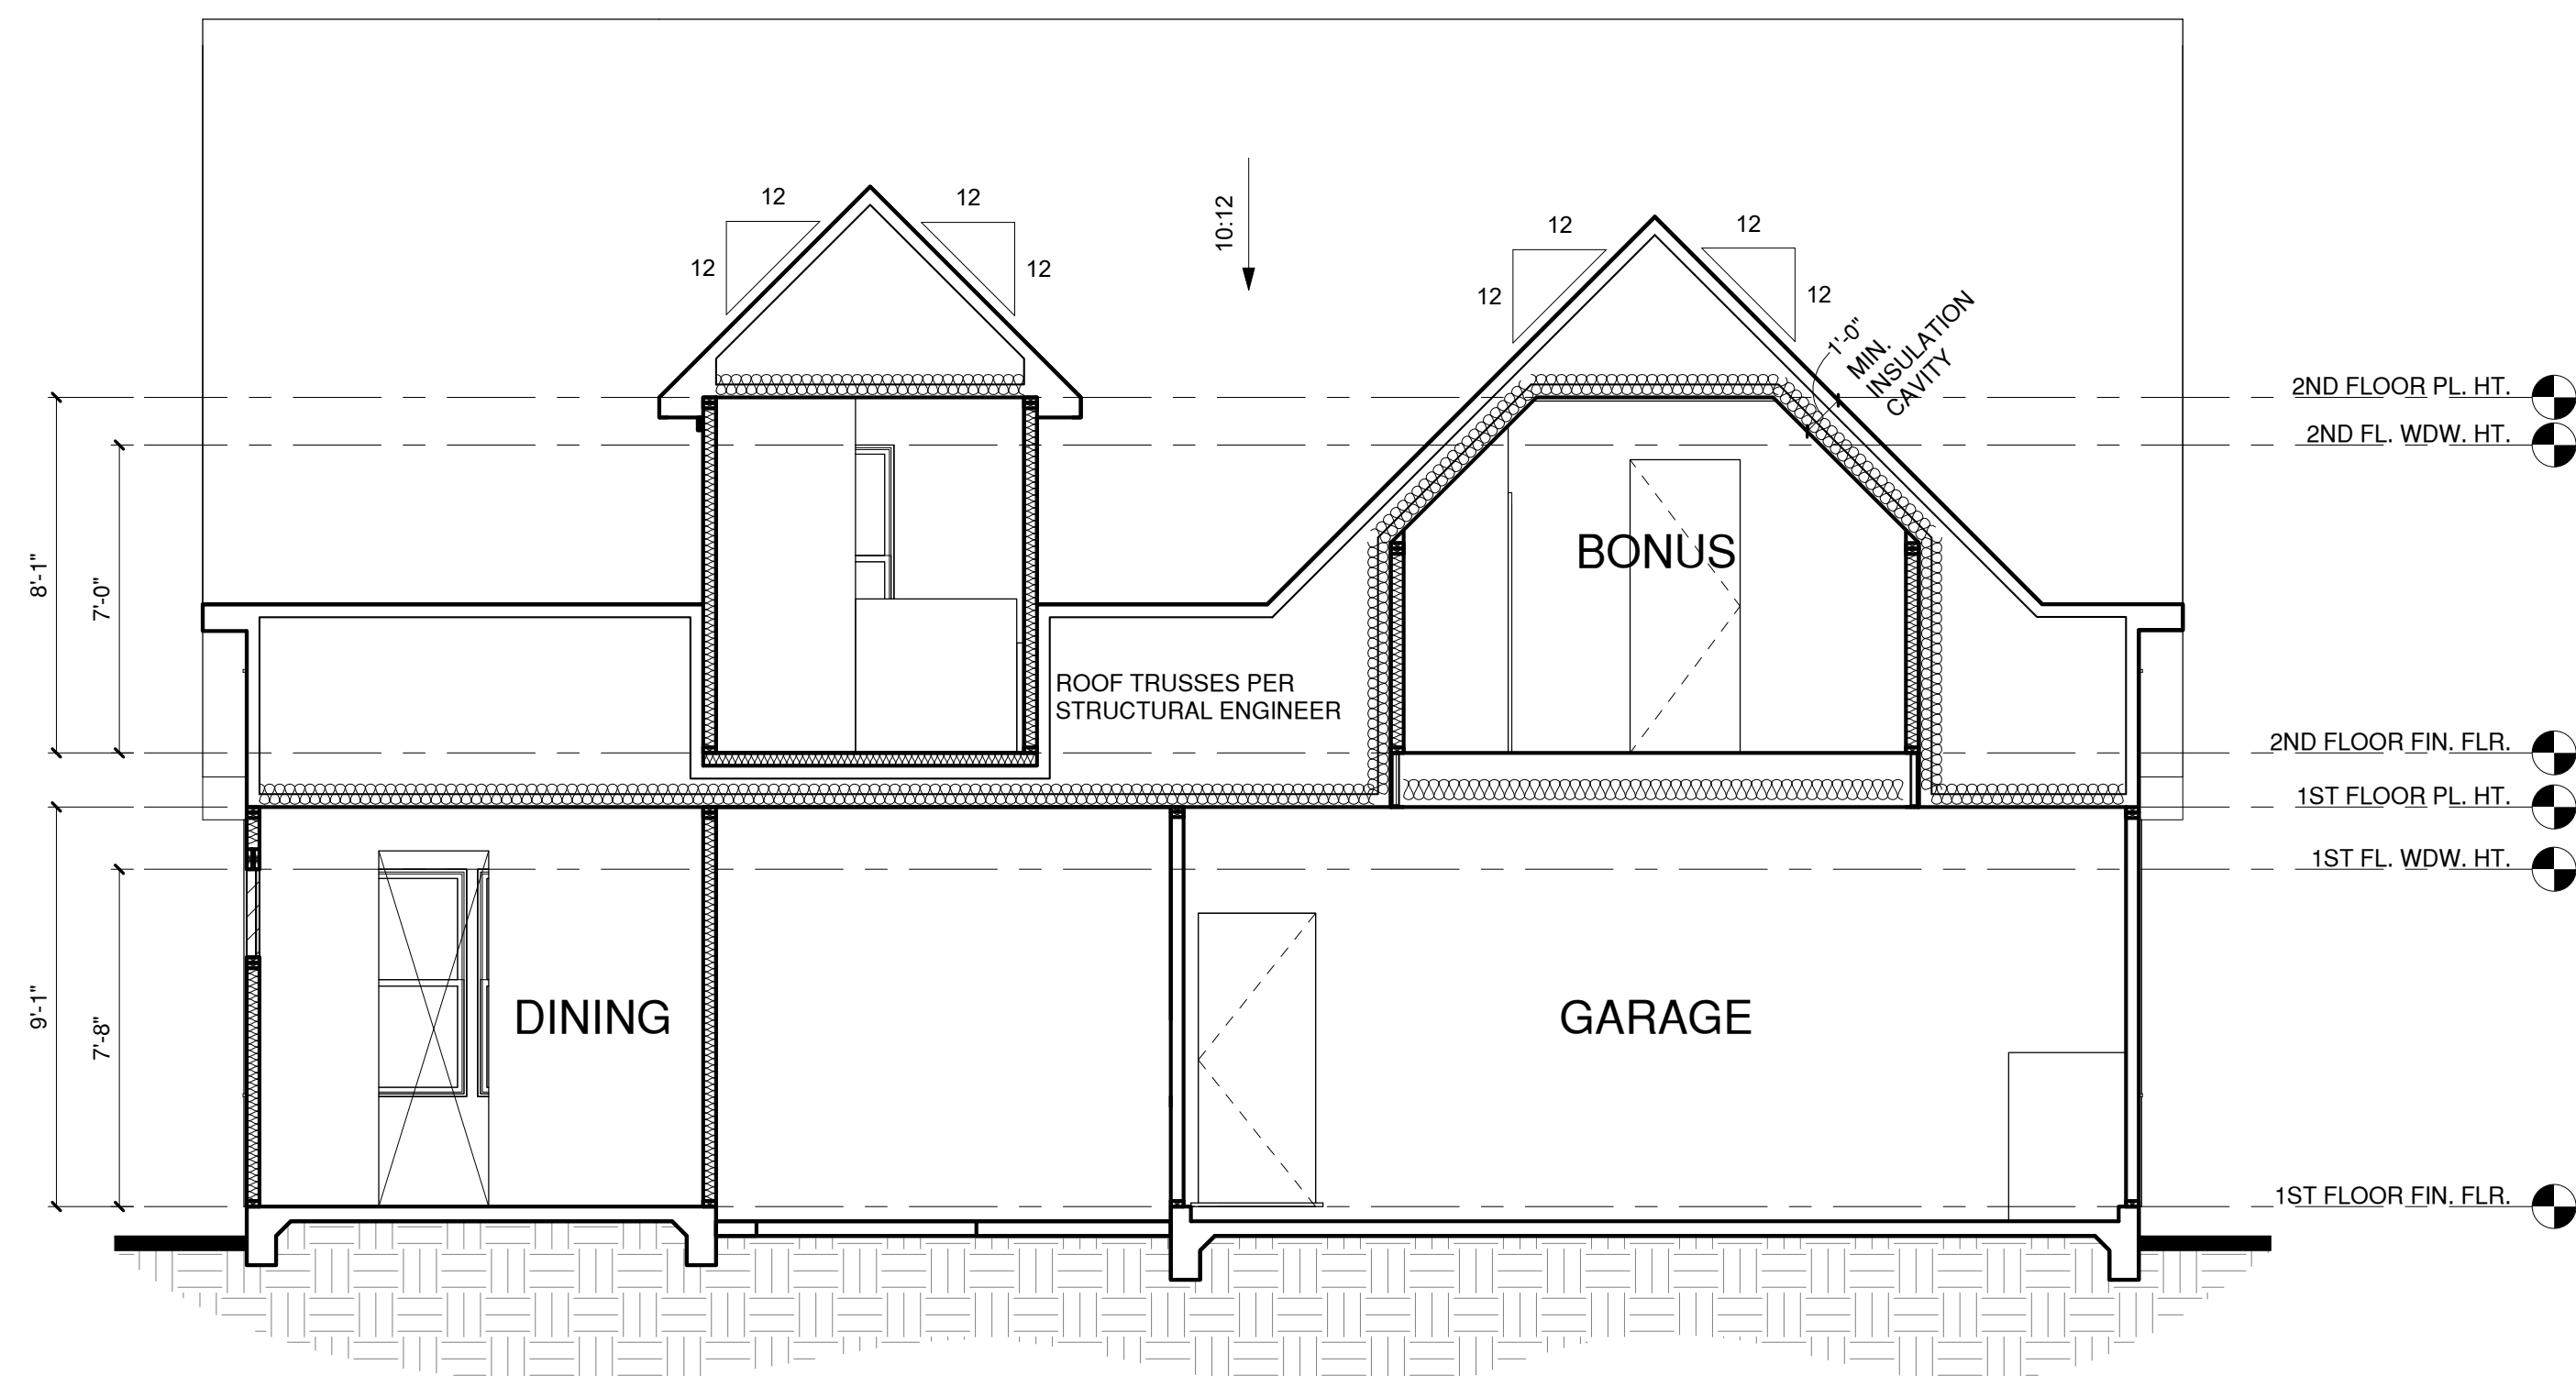 12
12
12
12
10:12
12
12
12
12
1'-0"
MIN.
INSULATION
CAVITY
2ND FLOOR PL. HT.
2ND FL. WDW. HT.
8'-1"
7'-0"
BONUS
ROOF TRUSSES PER
STRUCTURAL ENGINEER
2ND FLOOR FIN. FLR.
1ST FLOOR PL. HT.
1ST FL. WDW. HT.
9'-1"
7'-8"
DINING
GARAGE
1ST FLOOR FIN. FLR.